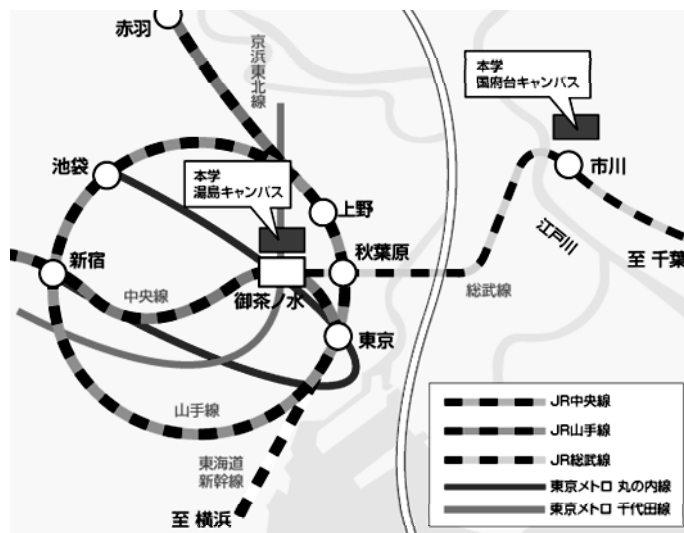 赤羽
京浜東北線
本学
国府台キャンパス
池袋
本学
湯島キャンパス
上野
市川
江戸川
至 千葉
新宿
秋葉原
中央線
御茶ノ水
総武線
東京
山手線
東海道
新幹線
至 横浜
JR中央線
JR山手線
JR総武線
東京メトロ 丸の内線
東京メトロ 千代田線